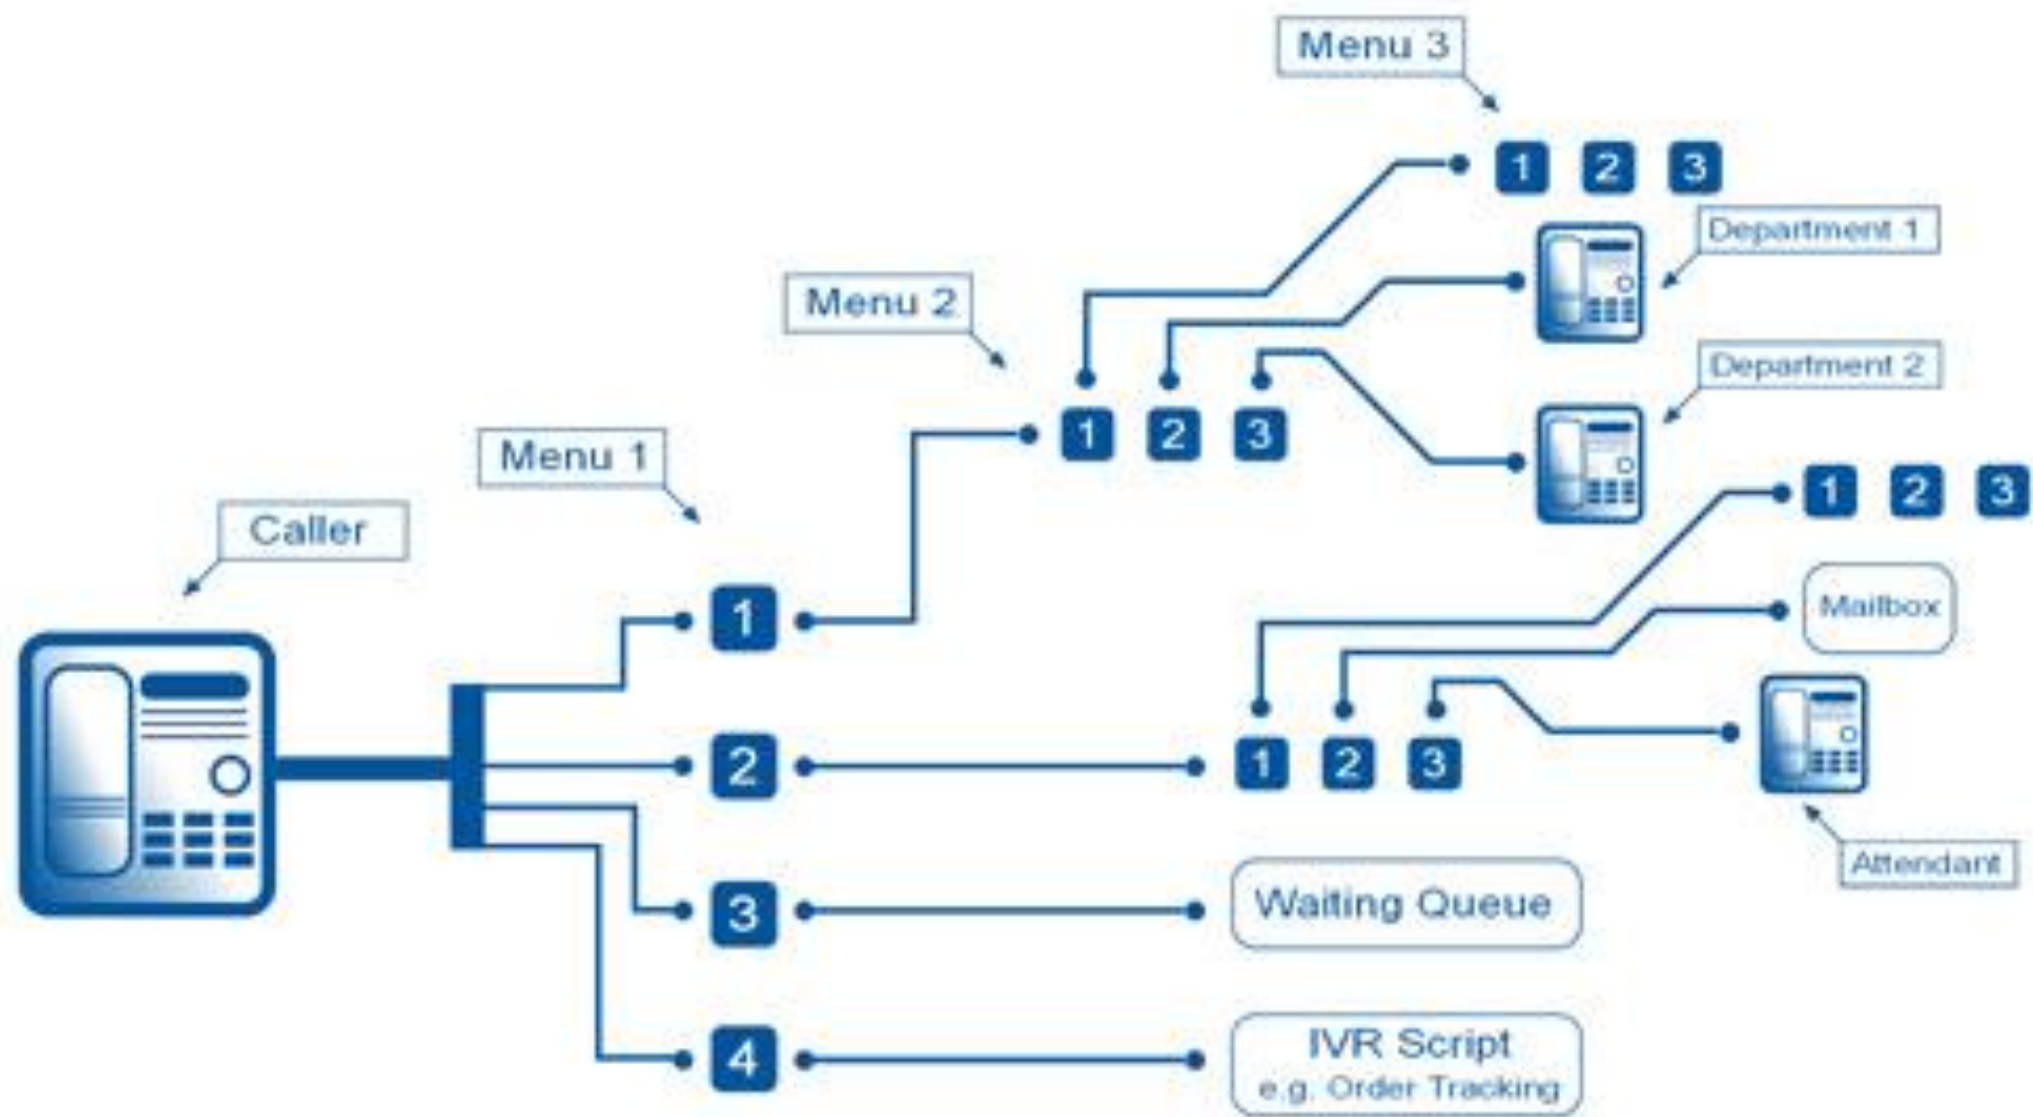 Menu 3
1 2 3
Department 1
Menu 2
Department 2
1 2 3
Menu 1
1 2 3
Caller
Mailbox
1
2
1 2 3
Attendant
3
Waiting Queue
4
IVR Script
e.g. Order Tracking